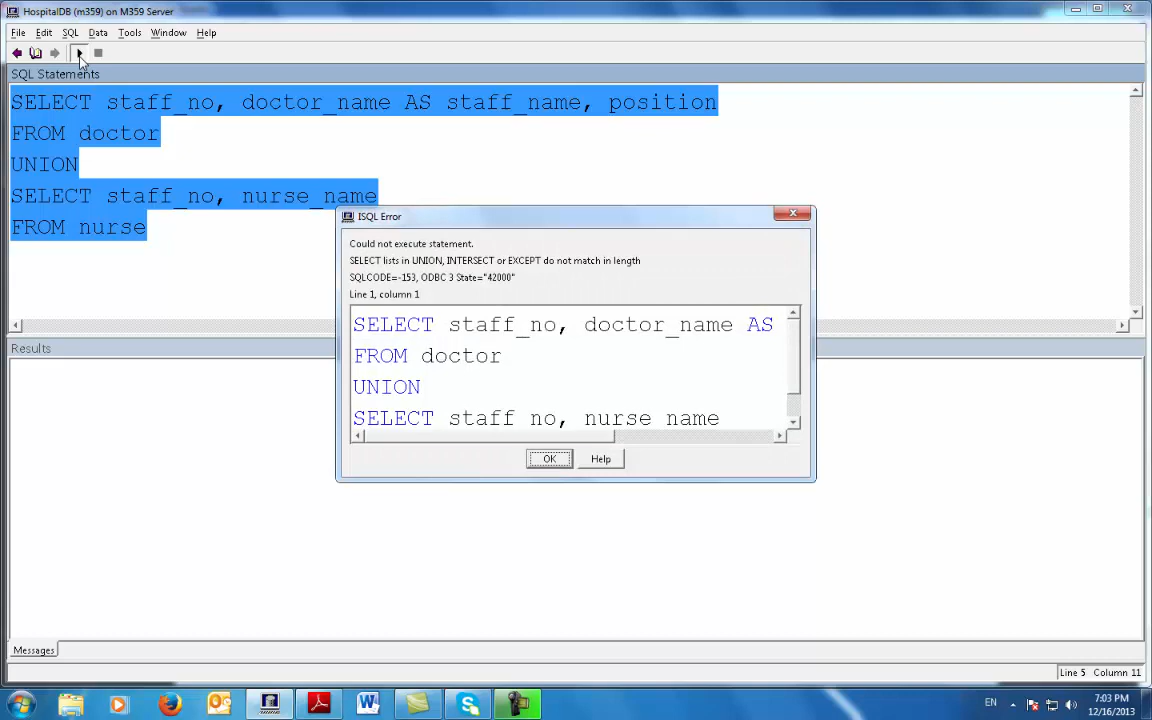 HospitalDB (m359) on M359 Server
File Edit SQL Data Tools Window Help
SQL Statements
SELECT staff_no, doctor_name AS staff_name, position
FROM doctor
UNION
SELECT staff_no, nurse_name
FROM nurse
ISQL Error
Could not execute statement.
SELECT lists in UNION, INTERSECT or EXCEPT do not match in length
SQLCODE=-153, ODBC 3 State="42000"
Line 1, column 1
SELECT staff_no, doctor_name AS
FROM doctor
UNION
SELECT staff_no, nurse_name
OK Help
Results
Messages
Line 5 Column 11
EN
7:03 PM
12/16/2013